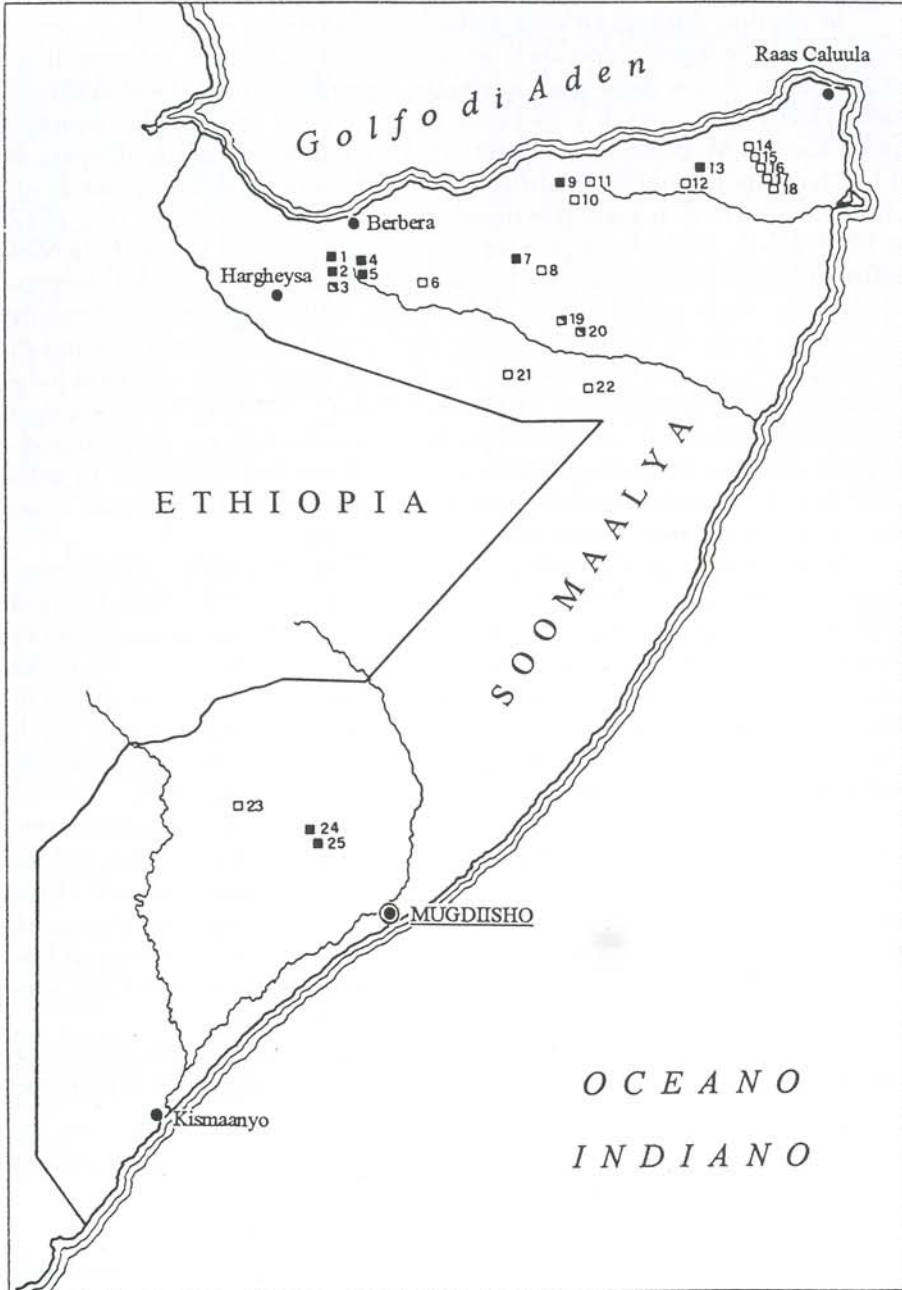 Raas Caluula
Golfo di Aden
14
15
13
16
9
11
17
12
18
10
Berbera
1
4
7
2
5
8
Hargheysa
3
6
19
20
21
22
ETHIOPIA
SOOMAALYA
23
24
25
MUGDIISHO
OCEANO
Kismaanyo
INDIANO